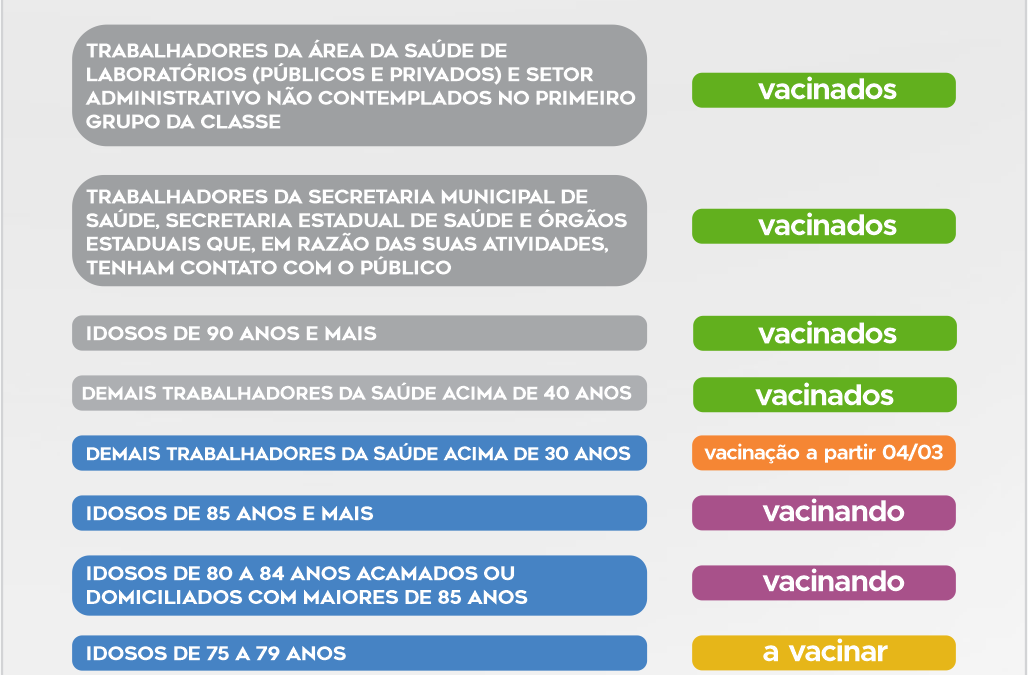 TRABALHADORES DA ÁREA DA SAÚDE DE
LABORATÓRIOS (PÚBLICOS E PRIVADOS) E SETOR
ADMINISTRATIVO NÃO CONTEMPLADOS NO PRIMEIRO
GRUPO DA CLASSE
vacinados
TRABALHADORES DA SECRETARIA MUNICIPAL DE
SAÚDE, SECRETARIA ESTADUAL DE SAÚDE E ÓRGÃOS
ESTADUAIS QUE, EM RAZÃO DAS SUAS ATIVIDADES,
TENHAM CONTATO COM O PÚBLICO
vacinados
IDOSOS DE 90 ANOS E MAIS
vacinados
DEMAIS TRABALHADORES DA SAÚDE ACIMA DE 40 ANOS
vacinados
DEMAIS TRABALHADORES DA SAÚDE ACIMA DE 30 ANOS
vacinação a partir 04/03
IDOSOS DE 85 ANOS E MAIS
vacinando
IDOSOS DE 80 A 84 ANOS ACAMADOS OU
DOMICILIADOS COM MAIORES DE 85 ANOS
vacinando
IDOSOS DE 75 A 79 ANOS
a vacinar